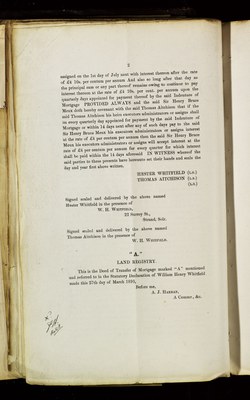 8
assigned on the 1st day of July next with interest thereon after the rate
of £4 10s. per centum per annum And also so long after that day as
the principal sum or any part thereof remains owing to continue to pay
interest thereon at the rate of £4 10s. per cent. per annum upon the
quarterly days appointed for payment thereof by the said Indenture of
Mortgage PROVIDED ALWAYS and the said Sir Henry Bruce
Meux doth hereby covenant with the said Thomas Aitchison that if the
said Thomas Aitchison his heirs executors administrators or assigns shall
on every quarterly day appointed for payment by the said Indenture of
Mortgage or within 14 days next after any of such days pay to the said
Sir Henry Bruce Meux his executors administrators or assigns interest
at the rate of £4 per centum per annum then the said Sir Henry Bruce
Meux his executors administrators or assigns will accept interest at the
rate of £4 per centum per annum for every quarter for which interest
shall be paid within the 14 days aforesaid IN WITNESS whereof the
said parties to these presents have hereunto set their hands and seals the
day and year first above written.
WHITFIELD (L.S.)
THOMAS AITCHISON (L.S.)
(L.S.)
Signed sealed and delivered by the above named
Whitfield in the presence of
W. H. WHITFIELD,
Surrey St.,
Strand, Solr.
Signed sealed and delivered by the above named
Thomas Aitchison in the presence of
W. H. WHITFIELD.
"A."
LAND REGISTRY.
This is the Deed of Transfer of Mortgage marked "A" mentioned
and referred to in the Statutory Declaration of William Henry Whitfield
made this 27th day of March
Before me,
A. J.
A Commr., &c.